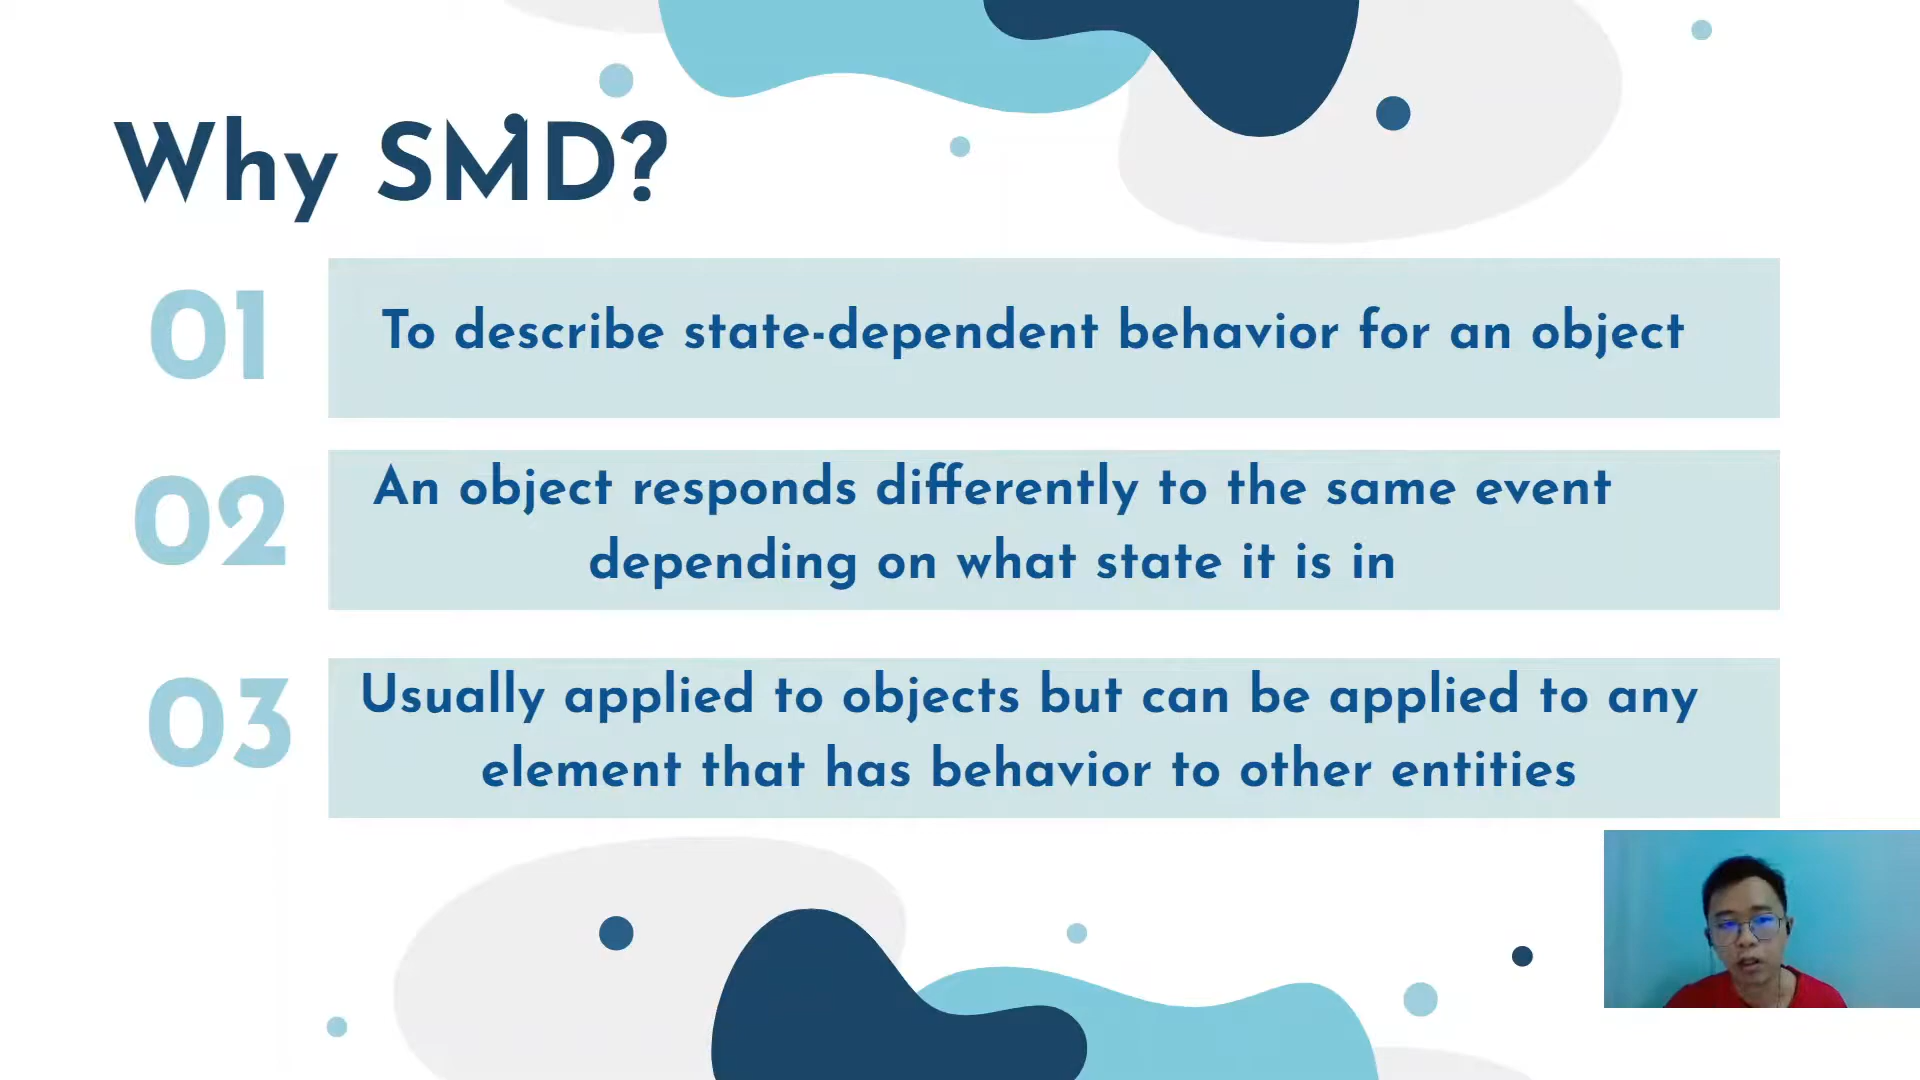 Why SMD?
01
To describe state-dependent behavior for an object
02
An object responds differently to the same event
depending on what state it is in
03
Usually applied to objects but can be applied to any
element that has behavior to other entities